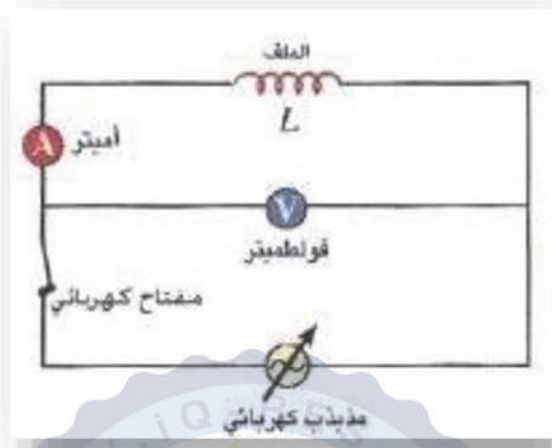 الملف
L
A
أميتر
V
فولطميتر
مفتاح كهربائي
مذبذب كهربائي